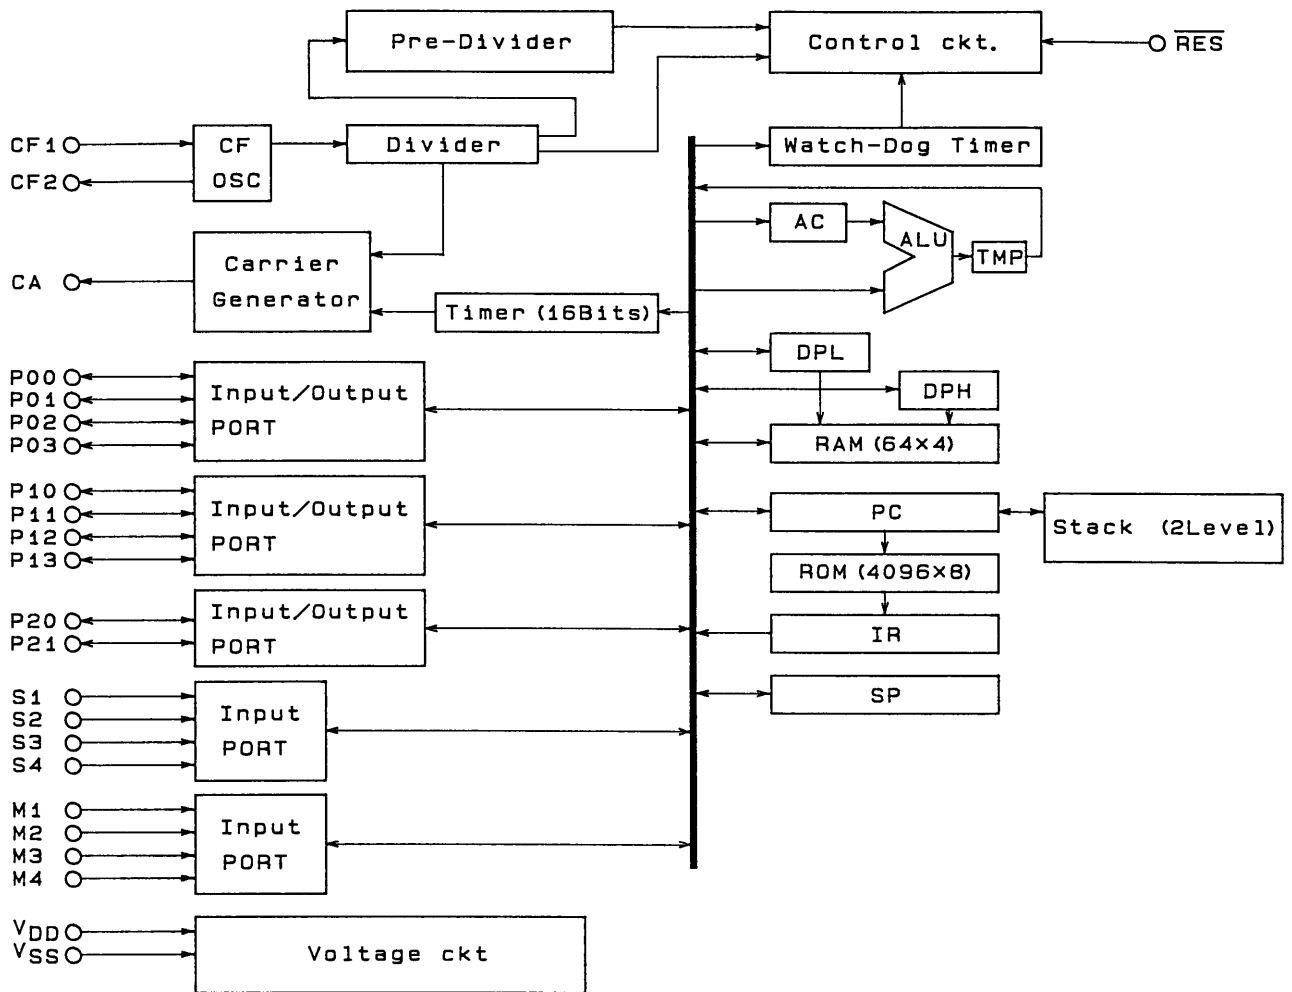 Pre-Divider
Control ckt.
RES
CF1
CF
OSC
Divider
Watch-Dog Timer
CF2
AC
ALU
TMP
Carrier
Generator
CA
Timer (16Bits)
DPL
DPH
RAM (64×4)
P00
P01
P02
P03
Input/Output
PORT
P10
P11
P12
P13
Input/Output
PORT
PC
Stack (2Level)
ROM (4096×8)
IR
SP
P20
P21
Input/Output
PORT
S1
S2
S3
S4
Input
PORT
M1
M2
M3
M4
Input
PORT
VDD
VSS
Voltage ckt